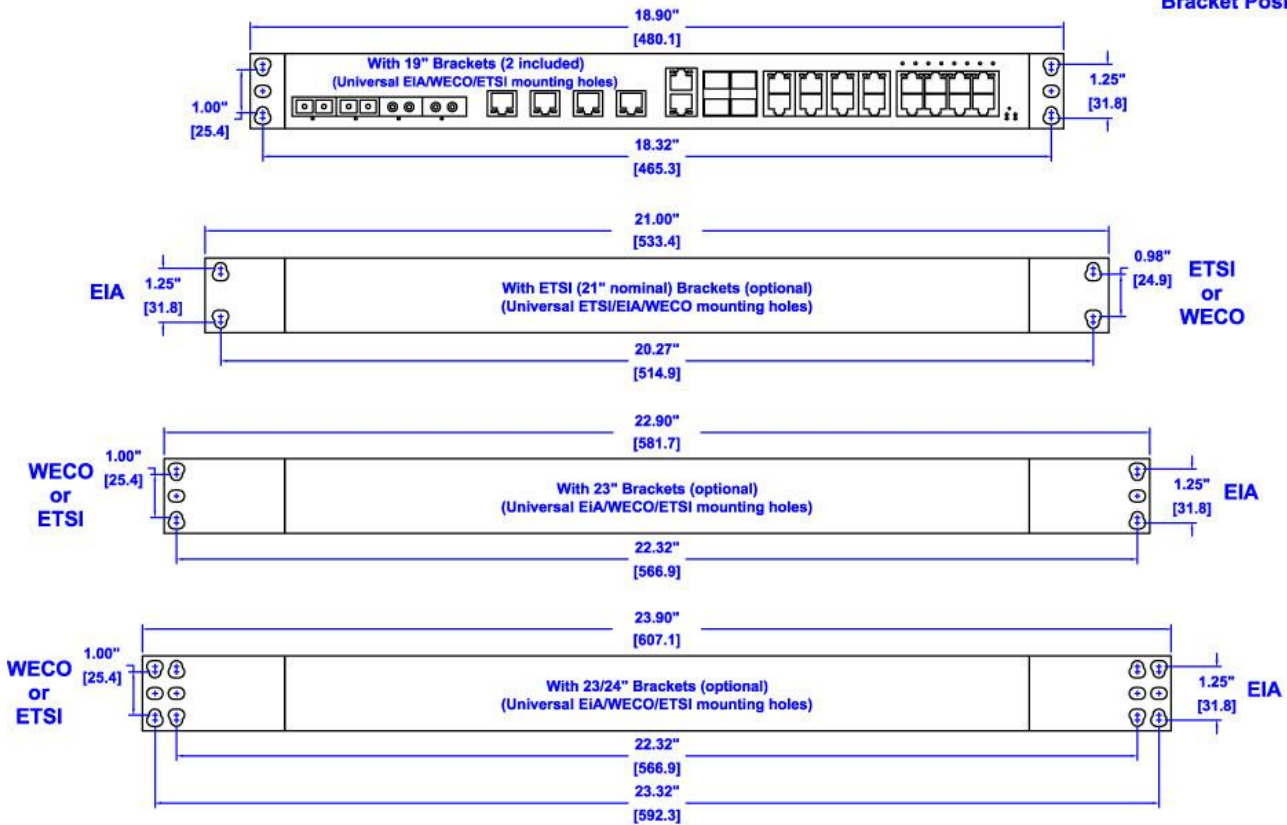 Bracket Posi
18.90"
[480.1]
With 19" Brackets (2 included)
(Universal EIA/WECO/ETSI mounting holes)
1.00"
[25.4]
1.25"
[31.8]
18.32"
[465.3]
21.00"
[533.4]
EIA
1.25"
[31.8]
With ETSI (21" nominal) Brackets (optional)
(Universal ETSI/EIA/WECO mounting holes)
0.98"
[24.9]
ETSI
or
WECO
20.27"
[514.9]
22.90"
[581.7]
WECO
or
ETSI
1.00"
[25.4]
With 23" Brackets (optional)
(Universal EiA/WECO/ETSI mounting holes)
1.25"
[31.8]
EIA
22.32"
[566.9]
23.90"
[607.1]
WECO
or
ETSI
1.00"
[25.4]
With 23/24" Brackets (optional)
(Universal EiA/WECO/ETSI mounting holes)
1.25"
[31.8]
EIA
22.32"
[566.9]
23.32"
[592.3]